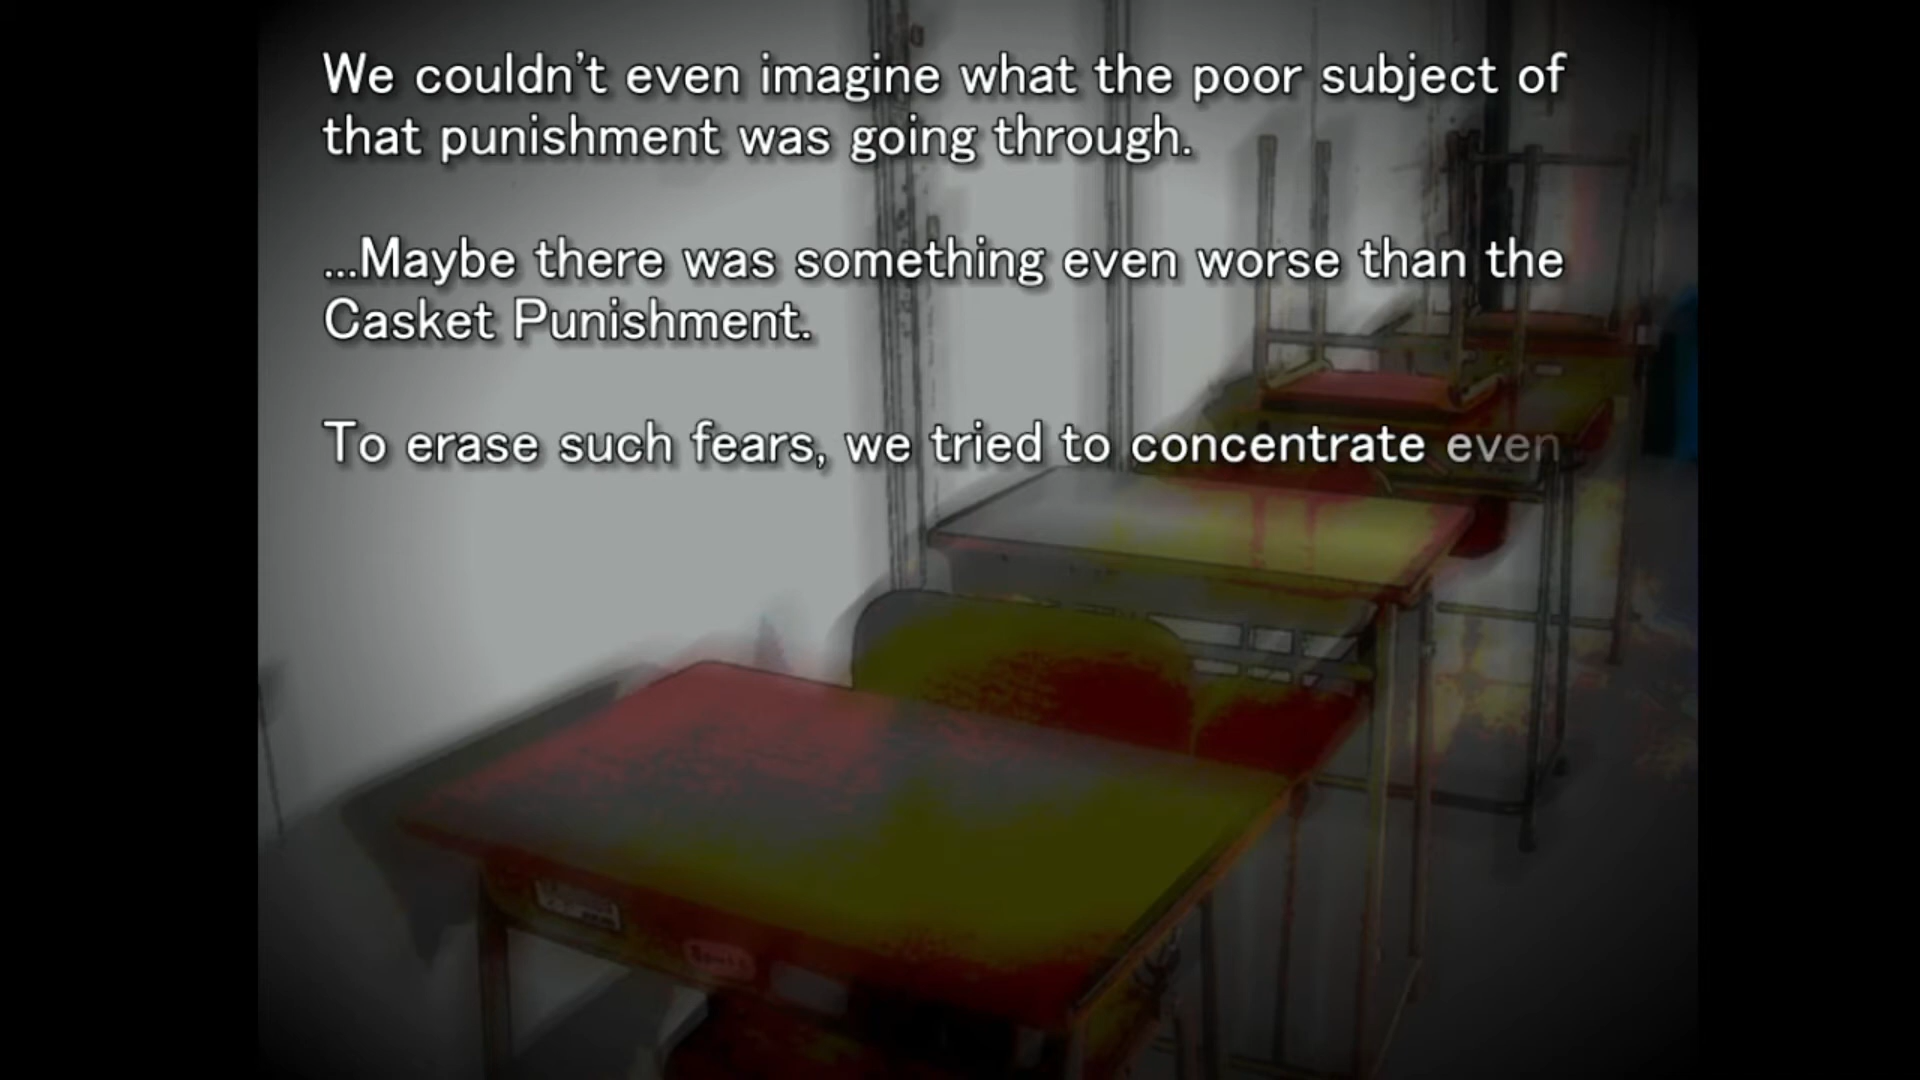 We couldn't even imagine what the poor subject of
that punishment was going through.
...Maybe there was something even worse than the
Casket Punishment.
To erase such fears, we tried to concentrate even